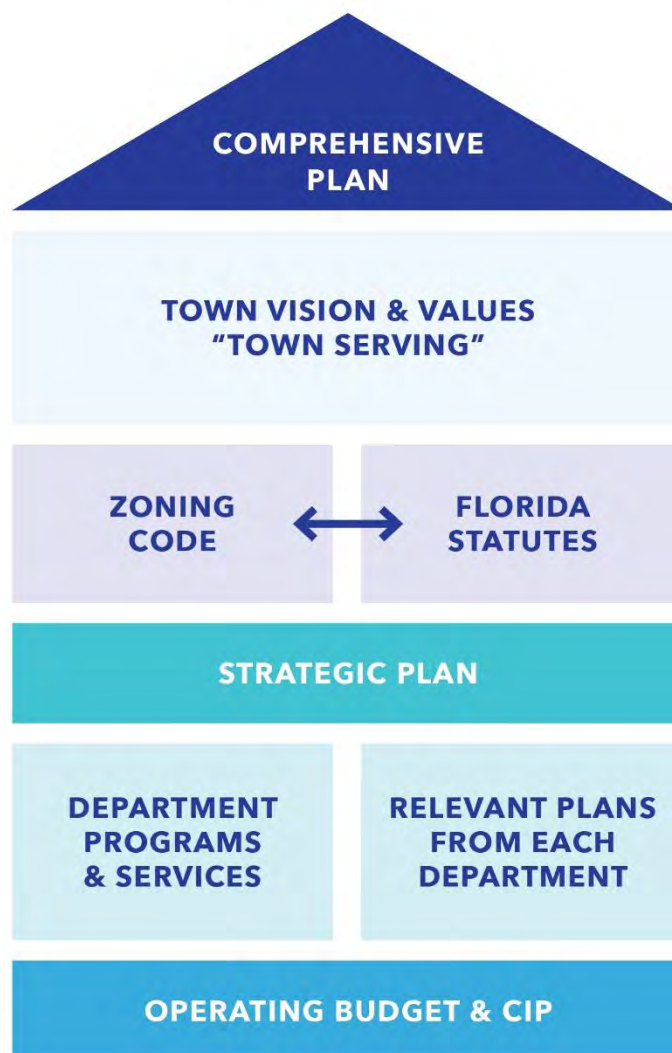 COMPREHENSIVE
PLAN
TOWN VISION & VALUES
“TOWN SERVING”
ZONING
CODE
FLORIDA
STATUTES
STRATEGIC PLAN
DEPARTMENT
PROGRAMS
& SERVICES
RELEVANT PLANS
FROM EACH
DEPARTMENT
OPERATING BUDGET & CIP